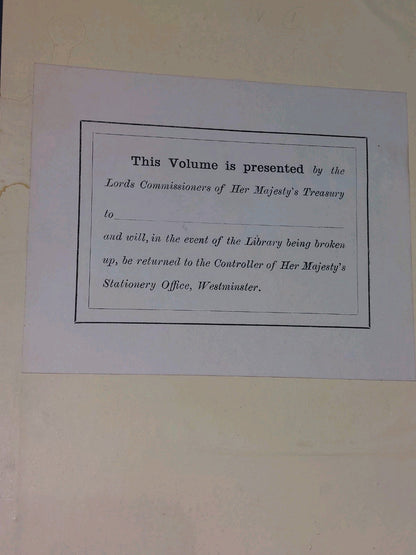 This Volume is presented by the
Lords Commissioners of Her Majesty's Treasury
to
and will, in the event of the Library being broken
up, be returned to the Controller of Her Majesty's
Stationery Office, Westminster.